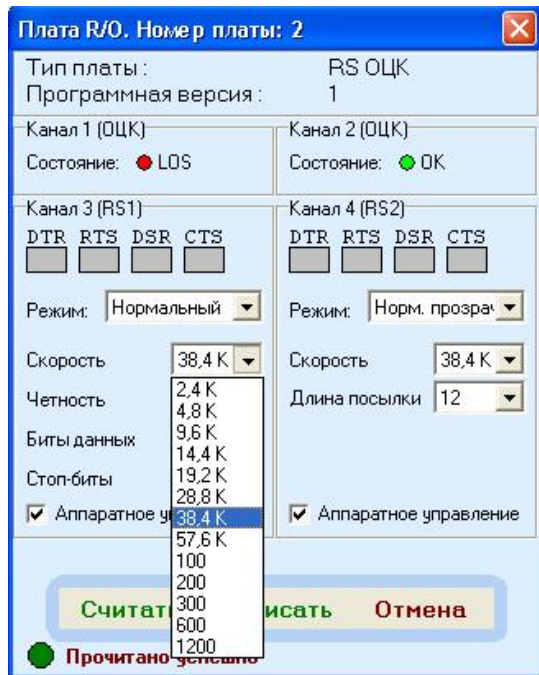 Плата R/O. Номер платы: 2
Тип платы: RS ОЦК
Программная версия: 1
Канал 1 (ОЦК)
Состояние: LOS
Канал 2 (ОЦК)
Состояние: OK
Канал 3 (RS1)
DTR RTS DSR CTS
Режим: Нормальный
Скорость 38,4 K
Четность
Биты данных
Стоп-биты
Аппаратное у
2,4 K
4,8 K
9,6 K
14,4 K
19,2 K
28,8 K
38,4 K
57,6 K
100
200
300
600
1200
Канал 4 (RS2)
DTR RTS DSR CTS
Режим: Норм. прозрач
Скорость 38,4 K
Длина посылки 12
Аппаратное управление
Считат исать Отмена
Прочитано успешно